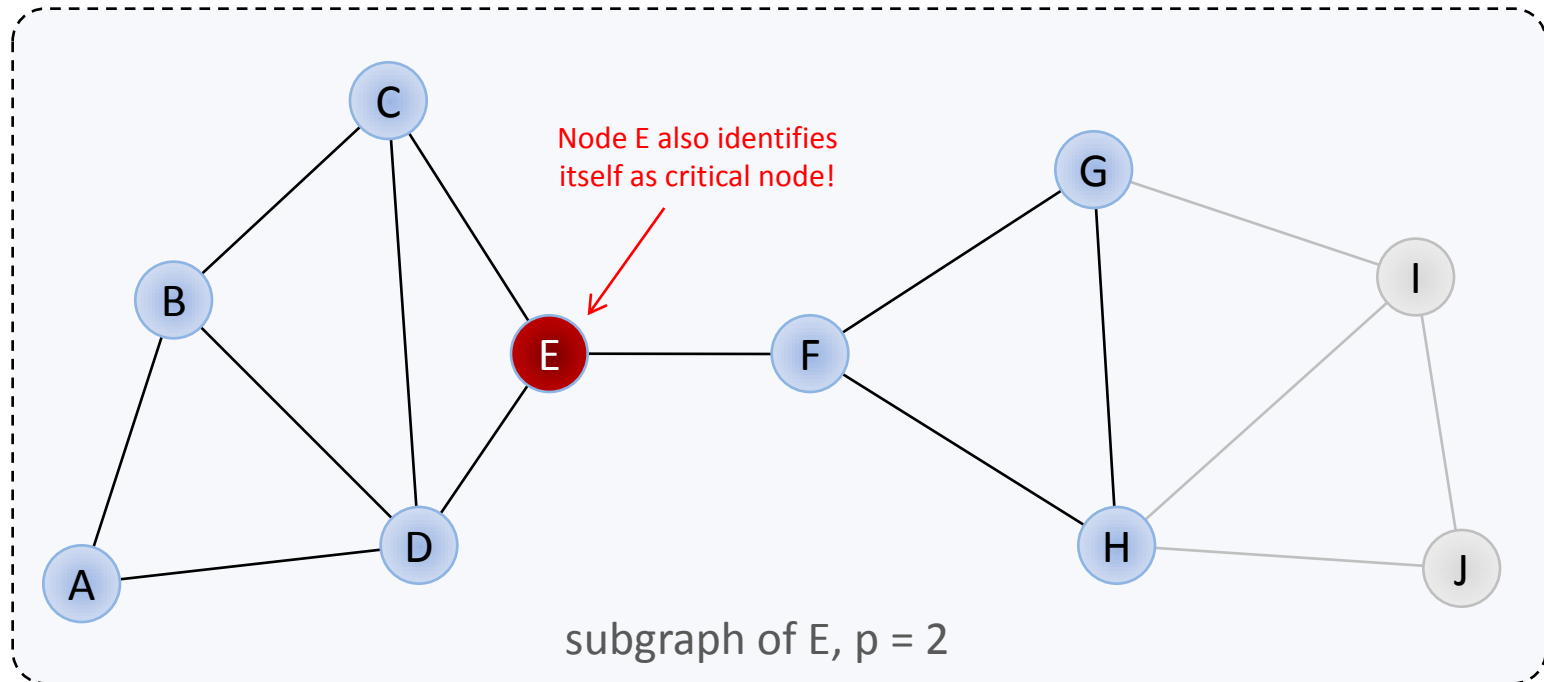 C
Node E also identifies
itself as critical node!
G
B
I
E
F
D
H
A
J
subgraph of E, p = 2